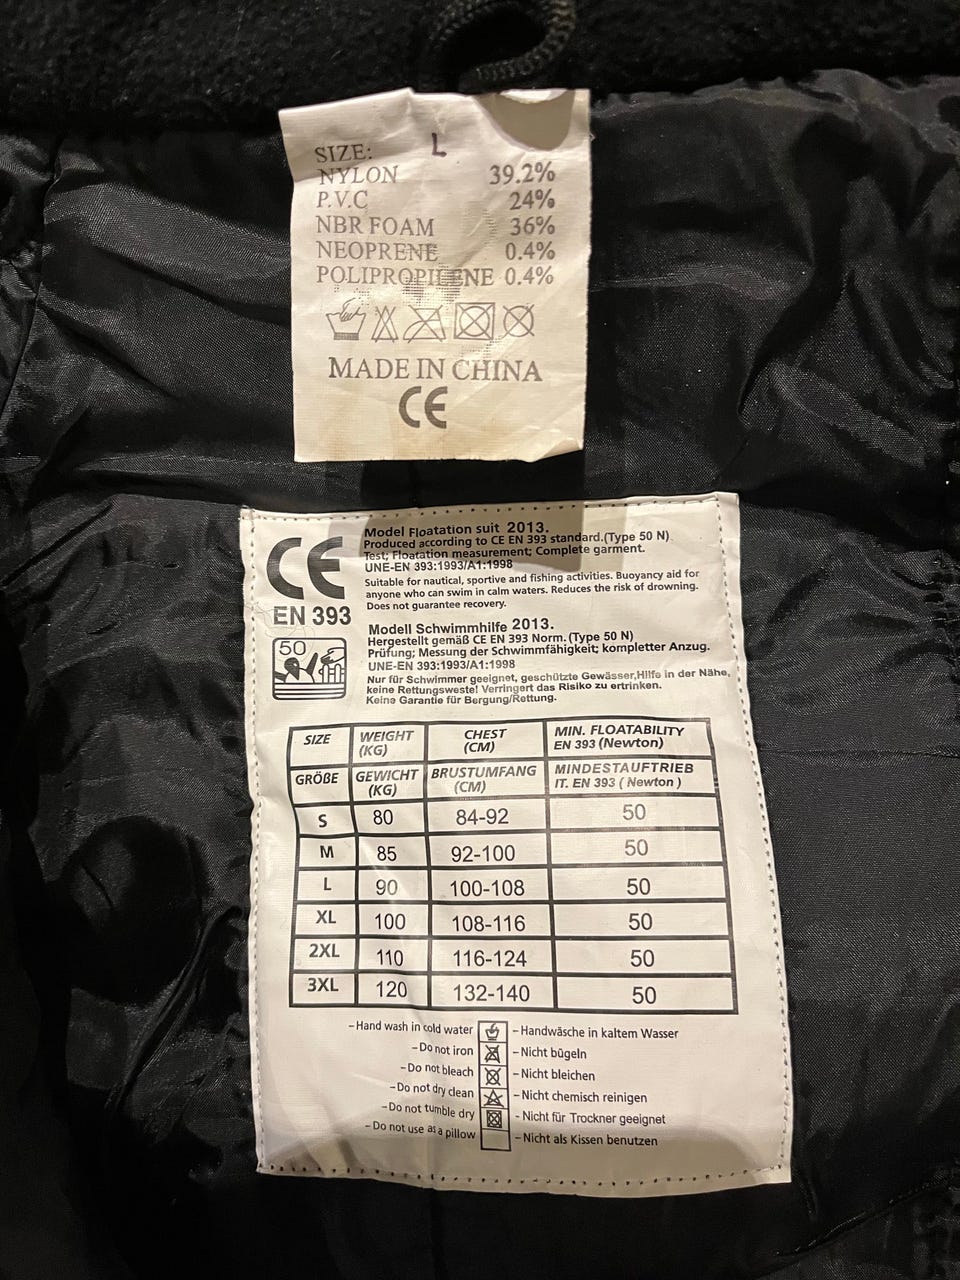 SIZE: L
NYLON 39.2%
P.V.C 24%
NBR FOAM 36%
NEOPRENE 0.4%
POLIPROPILENE 0.4%
MADE IN CHINA
CE
CE
EN 393
50
Model Floatation suit 2013.
Produced according to CE EN 393 standard.(Type 50 N)
Test; Floatation measurement; Complete garment.
UNE-EN 393:1993/A1:1998
Suitable for nautical, sportive and fishing activities. Buoyancy aid for
anyone who can swim in calm waters. Reduces the risk of drowning.
Does not guarantee recovery.
Modell Schwimmhilfe 2013.
Hergestellt gemäß CE EN 393 Norm.(Type 50 N)
Prüfung; Messung der Schwimmfähigkeit; kompletter Anzug.
UNE-EN 393:1993/A1:1998
Nur für Schwimmer geeignet, geschützte Gewässer,Hilfe in der Nähe,
keine Rettungsweste! Verringert das Risiko zu ertrinken.
Keine Garantie für Bergung/Rettung.
SIZE WEIGHT (KG) CHEST (CM) MIN. FLOATABILITY EN 393 (Newton)
GRÖßE GEWICHT (KG) BRUSTUMFANG (CM) MINDESTAUFTRIEB IT. EN 393 ( Newton )
S 80 84-92 50
M 85 92-100 50
L 90 100-108 50
XL 100 108-116 50
2XL 110 116-124 50
3XL 120 132-140 50
- Hand wash in cold water - Handwäsche in kaltem Wasser
- Do not iron - Nicht bügeln
- Do not bleach - Nicht bleichen
- Do not dry clean - Nicht chemisch reinigen
- Do not tumble dry - Nicht für Trockner geeignet
- Do not use as a pillow - Nicht als Kissen benutzen